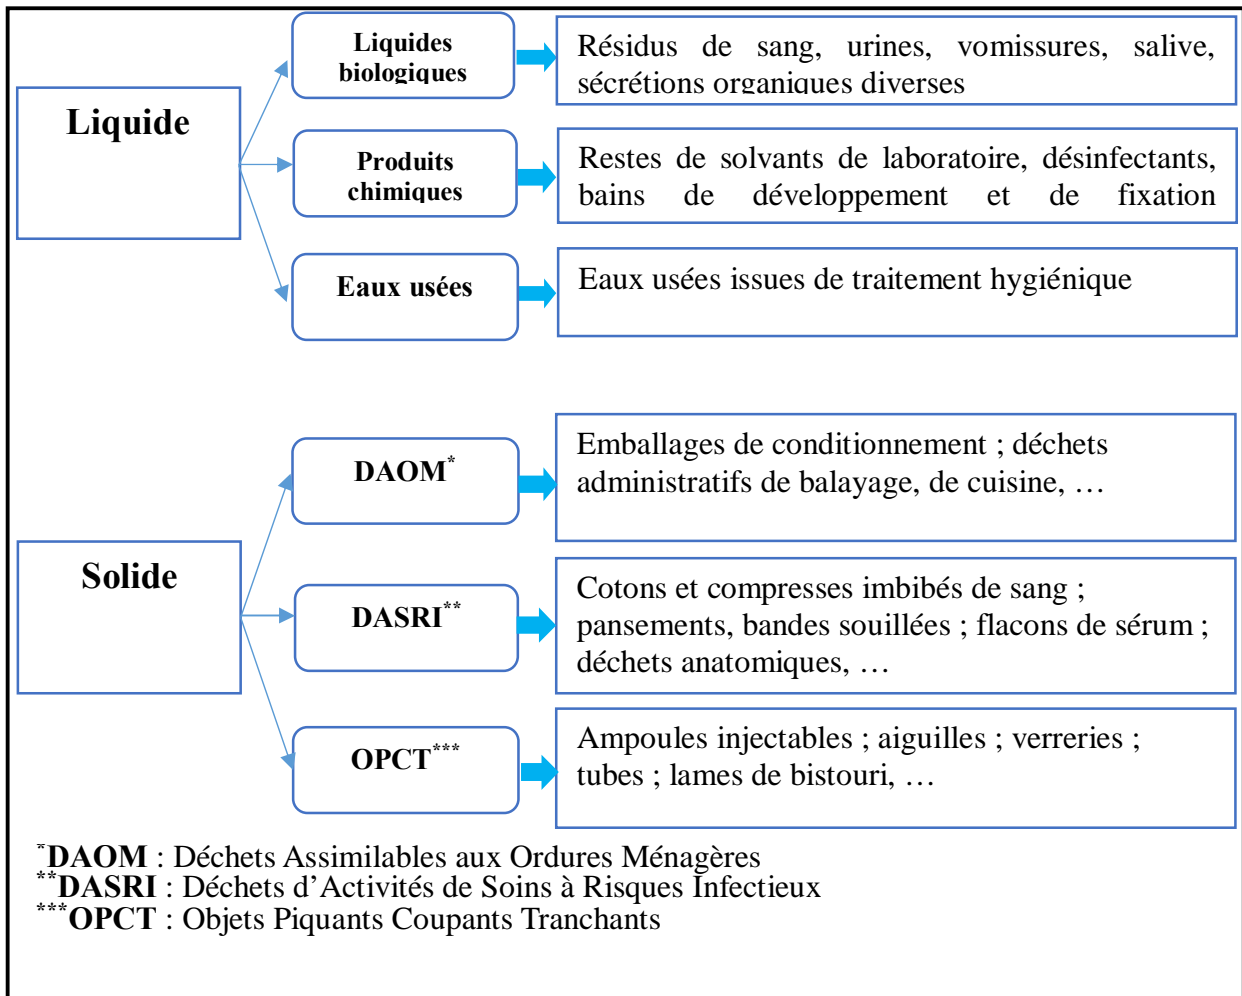 Liquide
Liquides
biologiques
Résidus de sang, urines, vomissures, salive,
sécrétions organiques diverses
Produits
chimiques
Restes de solvants de laboratoire, désinfectants,
bains de développement et de fixation
Eaux usées
Eaux usées issues de traitement hygiénique
Solide
DAOM*
Emballages de conditionnement ; déchets
administratifs de balayage, de cuisine, …
DASRI**
Cotons et compresses imbibés de sang ;
pansements, bandes souillées ; flacons de sérum ;
déchets anatomiques, …
OPCT***
Ampoules injectables ; aiguilles ; verreries ;
tubes ; lames de bistouri, …
*DAOM : Déchets Assimilables aux Ordures Ménagères
**DASRI : Déchets d’Activités de Soins à Risques Infectieux
***OPCT : Objets Piquants Coupants Tranchants